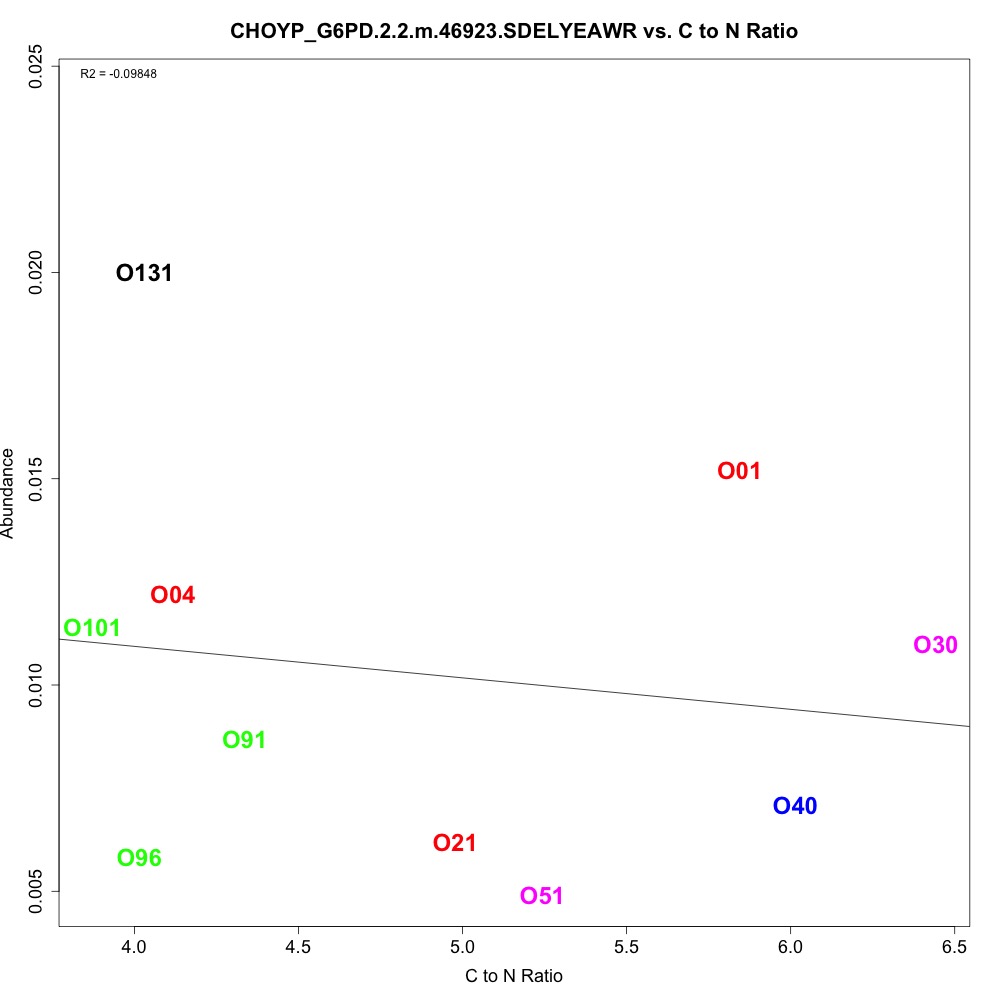 CHOYP_G6PD.2.2.m.46923.SDELYEAWR vs. C to N Ratio
R2 = -0.09848
0.025
O131
0.020
O01
0.015
Abundance
O04
O101
O30
0.010
O91
O40
O21
O96
O51
0.005
4.0 4.5 5.0 5.5 6.0 6.5
C to N Ratio